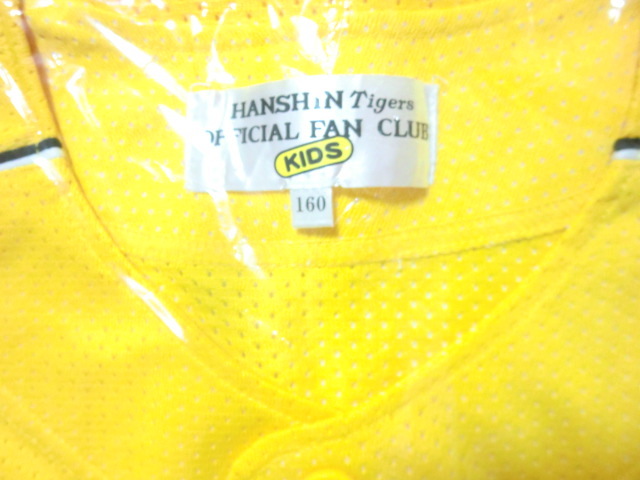 HANSHIN Tigers
OFFICIAL FAN CLUB
KIDS
160